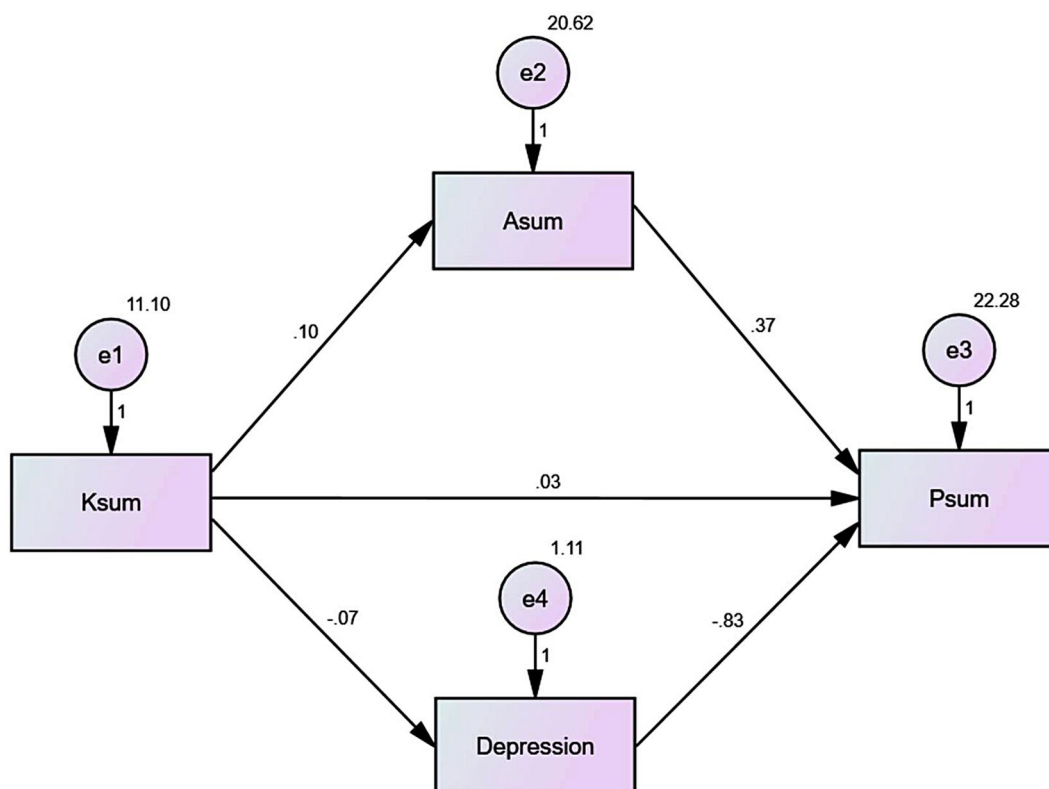 20.62
e2
1
Asum
11.10
e1
1
.10
.37
22.28
e3
1
Ksum
.03
Psum
1.11
e4
1
-.07
-.83
Depression